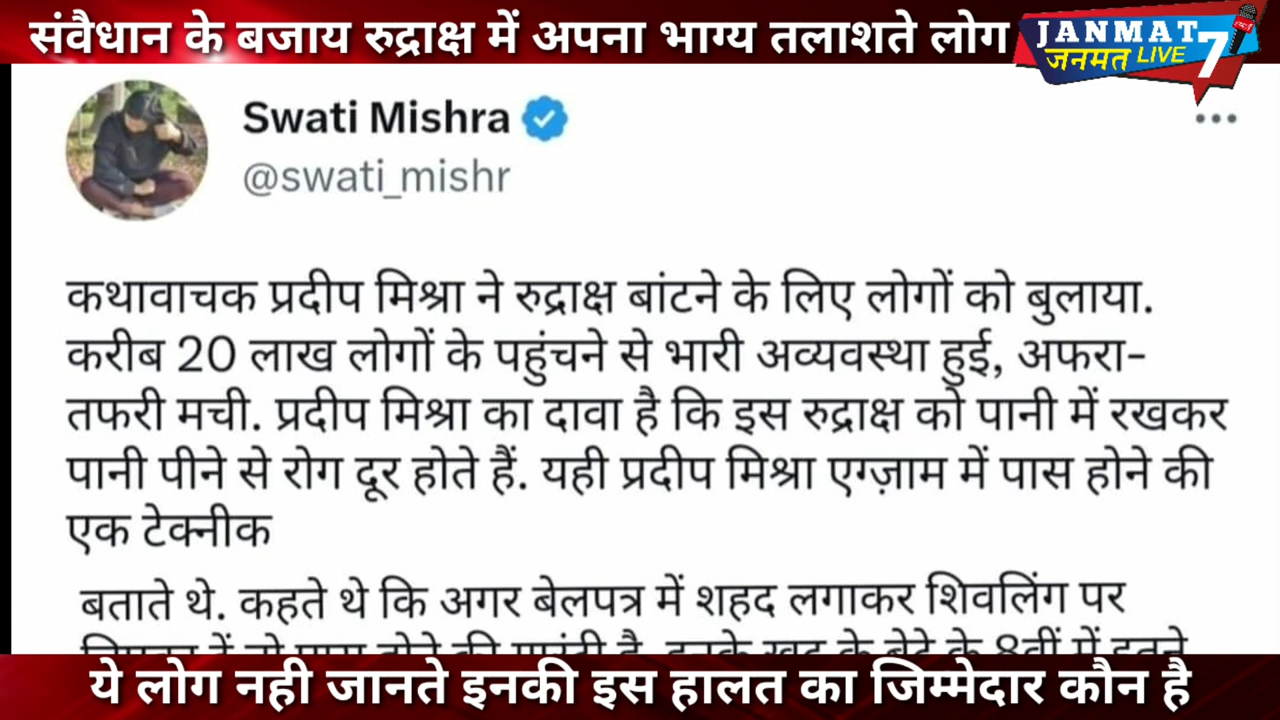 संवैधान के बजाय रुद्राक्ष में अपना भाग्य तलाशते लोग
JANMAT
जनमत LIVE 7
Swati Mishra
@swati_mishr
कथावाचक प्रदीप मिश्रा ने रुद्राक्ष बांटने के लिए लोगों को बुलाया.
करीब 20 लाख लोगों के पहुंचने से भारी अव्यवस्था हुई, अफरा-
तफरी मची. प्रदीप मिश्रा का दावा है कि इस रुद्राक्ष को पानी में रखकर
पानी पीने से रोग दूर होते हैं. यही प्रदीप मिश्रा एग्ज़ाम में पास होने की
एक टेक्नीक
बताते थे. कहते थे कि अगर बेलपत्र में शहद लगाकर शिवलिंग पर
ये लोग नही जानते इनकी इस हालत का जिम्मेदार कौन है